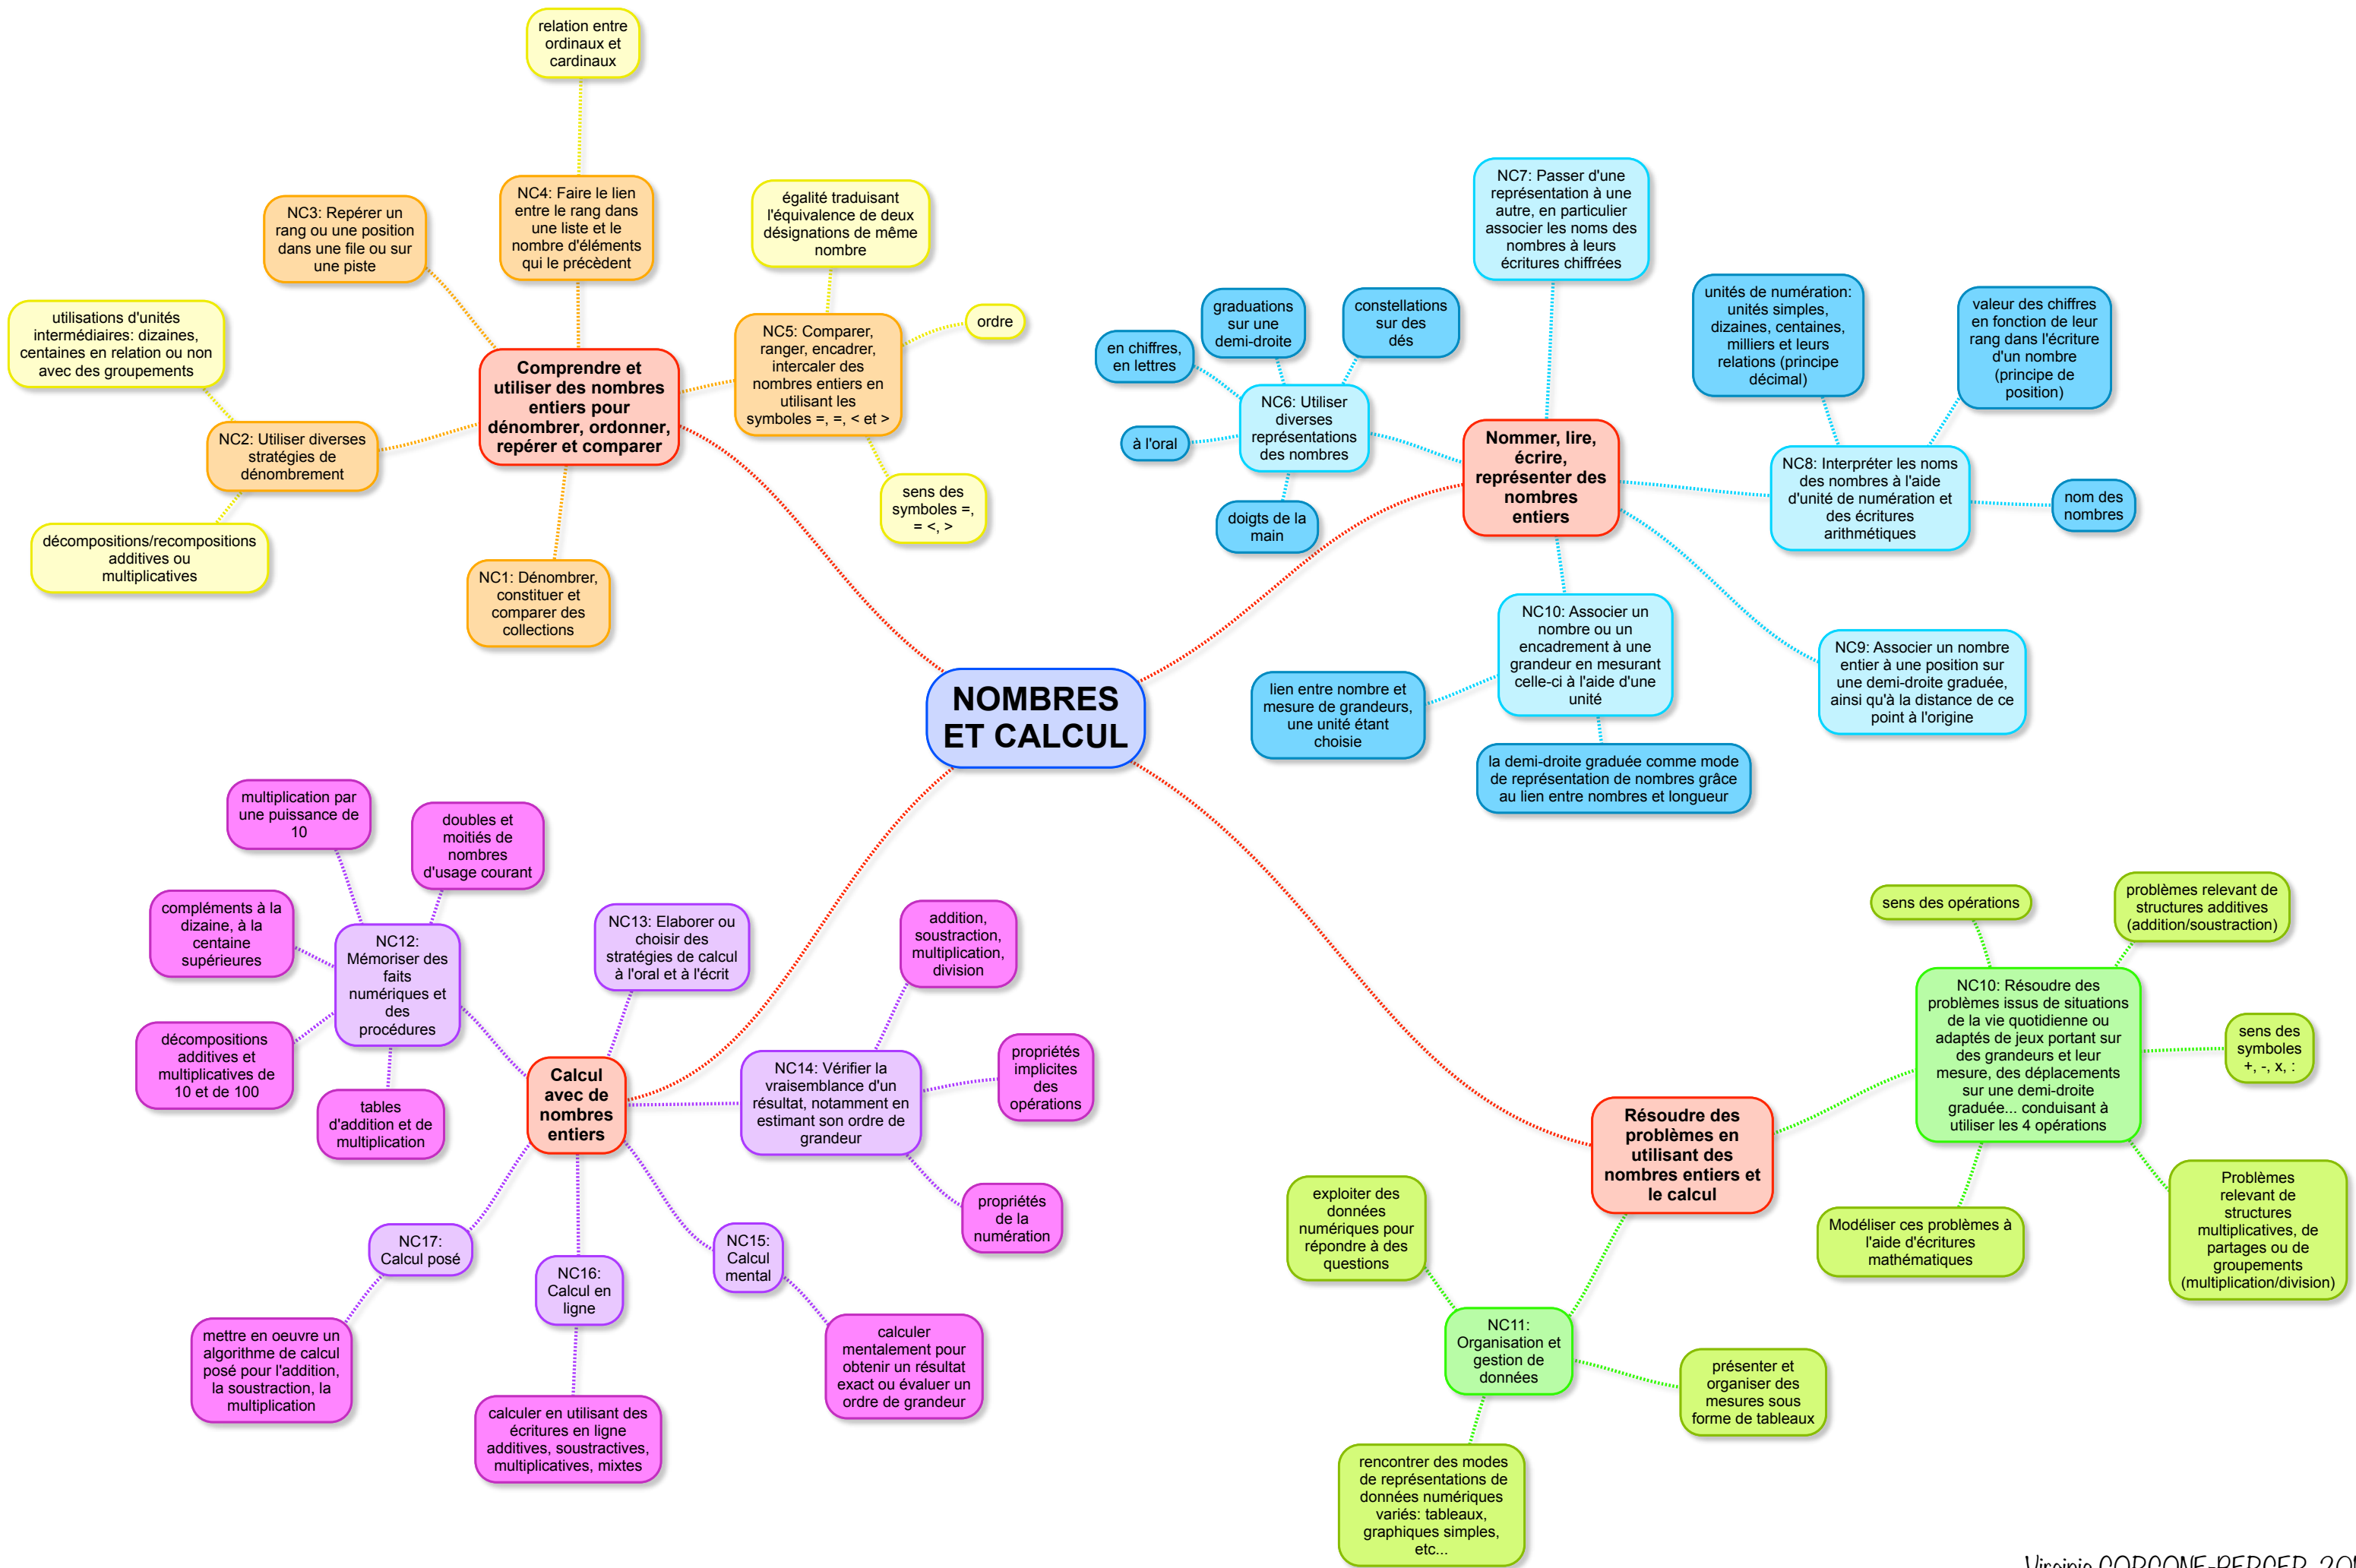 relation entre
ordinaux et
cardinaux
NC4: Faire le lien
entre le rang dans
une liste et le
nombre d'éléments
qui le précèdent
NC3: Repérer un
rang ou une position
dans une file ou sur
une piste
égalité traduisant
l'équivalence de deux
désignations de même
nombre
ordre
NC5: Comparer,
ranger, encadrer,
intercaler des
nombres entiers en
utilisant les
symboles =, =, < et >
sens des
symboles =,
= <, >
utilisations d'unités
intermédiaires: dizaines,
centaines en relation ou non
avec des groupements
Comprendre et
utiliser des nombres
entiers pour
dénombrer, ordonner,
repérer et comparer
NC2: Utiliser diverses
stratégies de
dénombrement
décompositions/recompositions
additives ou
multiplicatives
NC1: Dénombrer,
constituer et
comparer des
collections
NC7: Passer d'une
représentation à une
autre, en particulier
associer les noms des
nombres à leurs
écritures chiffrées
graduations
sur une
demi-droite
constellations
sur des
dés
en chiffres,
en lettres
à l'oral
NC6: Utiliser
diverses
représentations
des nombres
doigts de la
main
Nommer, lire,
écrire,
représenter des
nombres
entiers
unités de numération:
unités simples,
dizaines, centaines,
milliers et leurs
relations (principe
décimal)
valeur des chiffres
en fonction de leur
rang dans l'écriture
d'un nombre
(principe de
position)
NC8: Interpréter les noms
des nombres à l'aide
d'unité de numération et
des écritures
arithmétiques
nom des
nombres
NC10: Associer un
nombre ou un
encadrement à une
grandeur en mesurant
celle-ci à l'aide d'une
unité
NC9: Associer un nombre
entier à une position sur
une demi-droite graduée,
ainsi qu'à la distance de ce
point à l'origine
lien entre nombre et
mesure de grandeurs,
une unité étant
choisie
la demi-droite graduée comme mode
de représentation de nombres grâce
au lien entre nombres et longueur
NOMBRES
ET CALCUL
multiplication par
une puissance de
10
doubles et
moitiés de
nombres
d'usage courant
compléments à la
dizaine, à la
centaine
supérieures
NC12:
Mémoriser des
faits
numériques et
des
procédures
décompositions
additives et
multiplicatives de
10 et de 100
tables
d'addition et de
multiplication
NC13: Elaborer ou
choisir des
stratégies de calcul
à l'oral et à l'écrit
addition,
soustraction,
multiplication,
division
Calcul
avec de
nombres
entiers
NC14: Vérifier la
vraisemblance d'un
résultat, notamment en
estimant son ordre de
grandeur
propriétés
implicites
des
opérations
propriétés
de la
numération
NC17:
Calcul posé
NC16:
Calcul en
ligne
NC15:
Calcul
mental
mettre en oeuvre un
algorithme de calcul
posé pour l'addition,
la soustraction, la
multiplication
calculer en utilisant des
écritures en ligne
additives, soustractives,
multiplicatives, mixtes
calculer
mentalement pour
obtenir un résultat
exact ou évaluer un
ordre de grandeur
sens des opérations
problèmes relevant de
structures additives
(addition/soustraction)
NC10: Résoudre des
problèmes issus de situations
de la vie quotidienne ou
adaptés de jeux portant sur
des grandeurs et leur
mesure, des déplacements
sur une demi-droite
graduée... conduisant à
utiliser les 4 opérations
sens des
symboles
+, -, x, :
Résoudre des
problèmes en
utilisant des
nombres entiers et
le calcul
Modéliser ces problèmes à
l'aide d'écritures
mathématiques
Problèmes
relevant de
structures
multiplicatives, de
partages ou de
groupements
(multiplication/division)
exploiter des
données
numériques pour
répondre à des
questions
NC11:
Organisation et
gestion de
données
présenter et
organiser des
mesures sous
forme de tableaux
rencontrer des modes
de représentations de
données numériques
variés: tableaux,
graphiques simples,
etc...